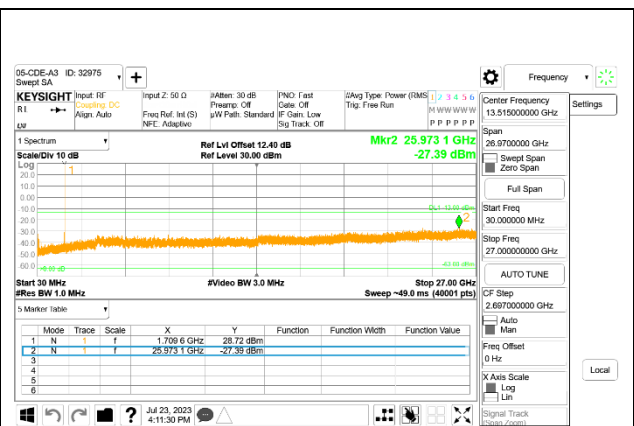 05-CDE-A3 ID: 32975
Swept SA
Frequency
KEYSIGHT Input: RF Input Z: 50 Ω #Atten: 30 dB PNO: Fast #Avg Type: Power (RMS 1 2 3 4 5 6
RL Coupling: DC Preamp: Off Gate: Off Trig: Free Run M W W W W W
Align: Auto Freq Ref: Int (S) µW Path: Standard IF Gain: Low
NFE: Adaptive Sig Track: Off P P P P P P
Center Frequency
13.515000000 GHz
Settings
1 Spectrum
Ref Lvl Offset 12.40 dB
Mkr2 25.973 1 GHz
Scale/Div 10 dB
Ref Level 30.00 dBm
-27.39 dBm
Span
26.9700000 GHz
Swept Span
Zero Span
Log
1
20.0
10.0
0.00
-10.0
-20.0
-30.0
-40.0
-50.0
-60.0
2
Full Span
Start Freq
30.000000 MHz
Stop Freq
27.00000000 GHz
AUTO TUNE
Start 30 MHz
#Video BW 3.0 MHz
Stop 27.00 GHz
#Res BW 1.0 MHz
Sweep ~49.0 ms (40001 pts)
CF Step
2.697000000 GHz
Auto
Man
5 Marker Table
Mode Trace Scale X Y Function Function Width Function Value
1 N 1 f 1.709 6 GHz 28.72 dBm
2 N 1 f 25.973 1 GHz -27.39 dBm
3
4
5
6
Freq Offset
0 Hz
X Axis Scale
Log
Lin
Local
Signal Track
(Span Zoom)
? Jul 23, 2023
4:11:30 PM